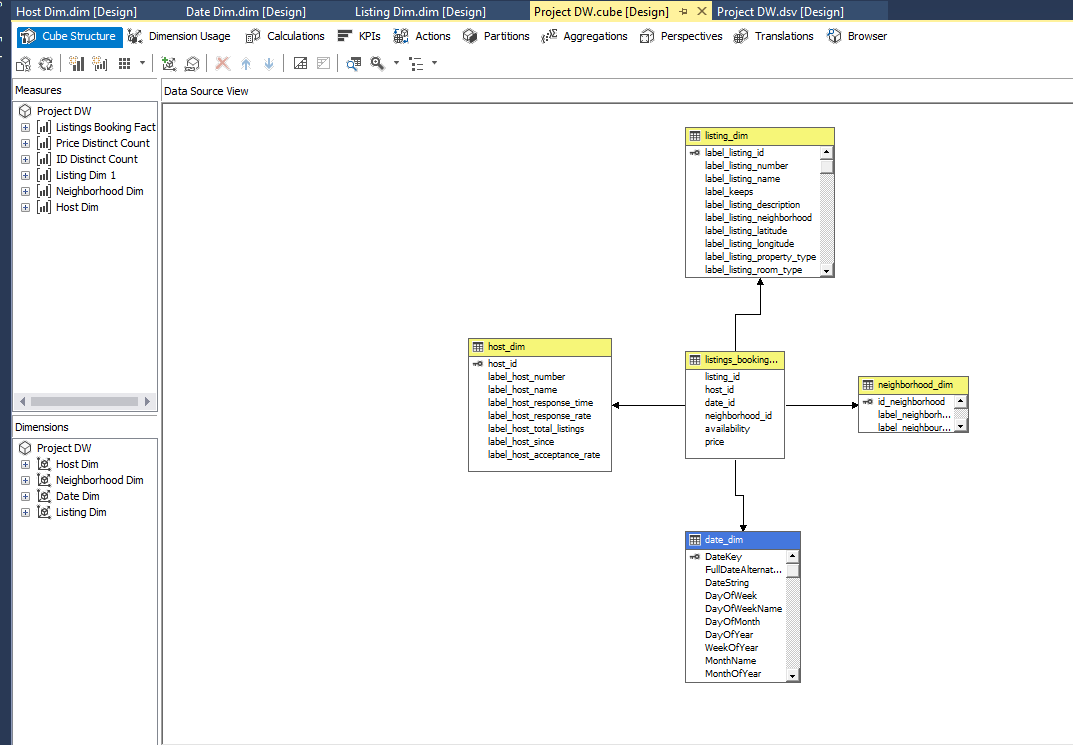 Host Dim.dim [Design] Date Dim.dim [Design] Listing Dim.dim [Design] Project DW.cube [Design] Project DW.dsv [Design]
Cube Structure Dimension Usage Calculations KPIs Actions Partitions Aggregations Perspectives Translations Browser
Measures
Project DW
Listings Booking Fact
Price Distinct Count
ID Distinct Count
Listing Dim 1
Neighborhood Dim
Host Dim
Dimensions
Project DW
Host Dim
Neighborhood Dim
Date Dim
Listing Dim
Data Source View
listing_dim
label_listing_id
label_listing_number
label_listing_name
label_keeps
label_listing_description
label_listing_neighborhood
label_listing_latitude
label_listing_longitude
label_listing_property_type
label_listing_room_type
host_dim
host_id
label_host_number
label_host_name
label_host_response_time
label_host_response_rate
label_host_total_listings
label_host_since
label_host_acceptance_rate
listings_booking...
listing_id
host_id
date_id
neighborhood_id
availability
price
neighborhood_dim
id_neighborhood
label_neighborh...
label_neighbour...
date_dim
DateKey
FullDateAlternat...
DateString
DayOfWeek
DayOfWeekName
DayOfMonth
DayOfYear
WeekOfYear
MonthName
MonthOfYear